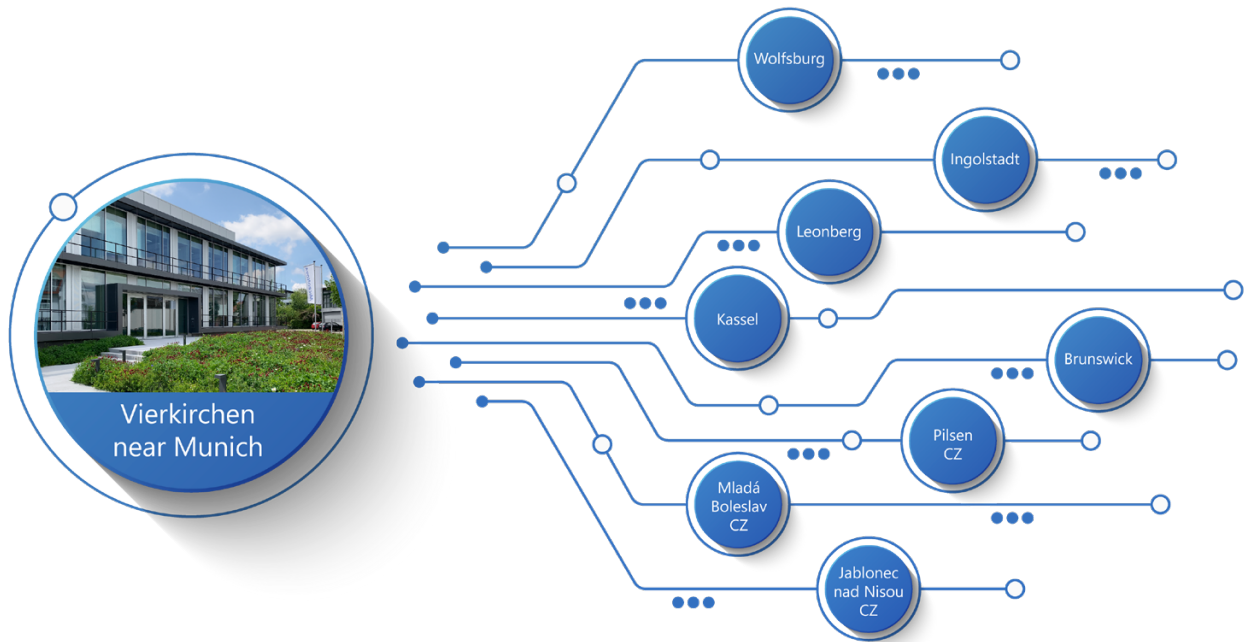 Vierkirchen
near Munich
Wolfsburg
Ingolstadt
Leonberg
Kassel
Brunswick
Pilsen
CZ
Mladá
Boleslav
CZ
Jablonec
nad Nisou
CZ